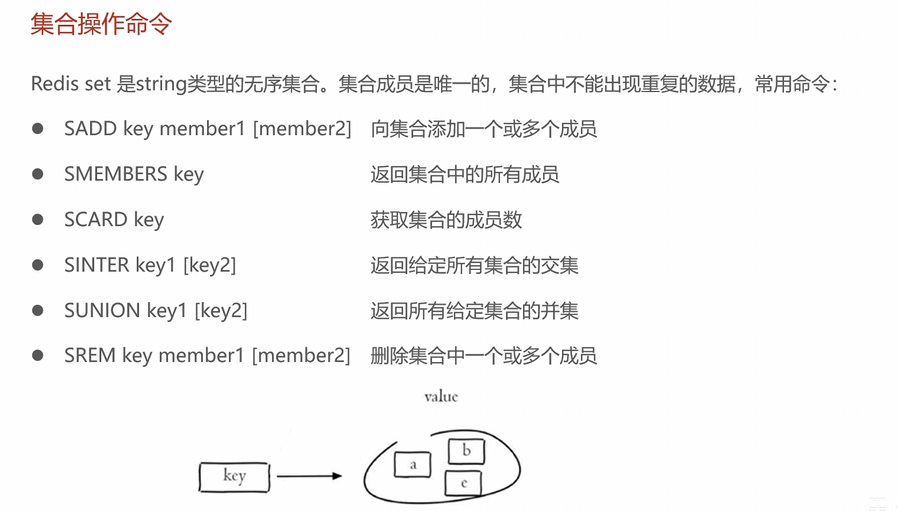 集合操作命令
Redis set 是string类型的无序集合。集合成员是唯一的，集合中不能出现重复的数据，常用命令：
● SADD key member1 [member2] 向集合添加一个或多个成员
● SMEMBERS key 返回集合中的所有成员
● SCARD key 获取集合的成员数
● SINTER key1 [key2] 返回给定所有集合的交集
● SUNION key1 [key2] 返回所有给定集合的并集
● SREM key member1 [member2] 删除集合中一个或多个成员
value
key a b
e